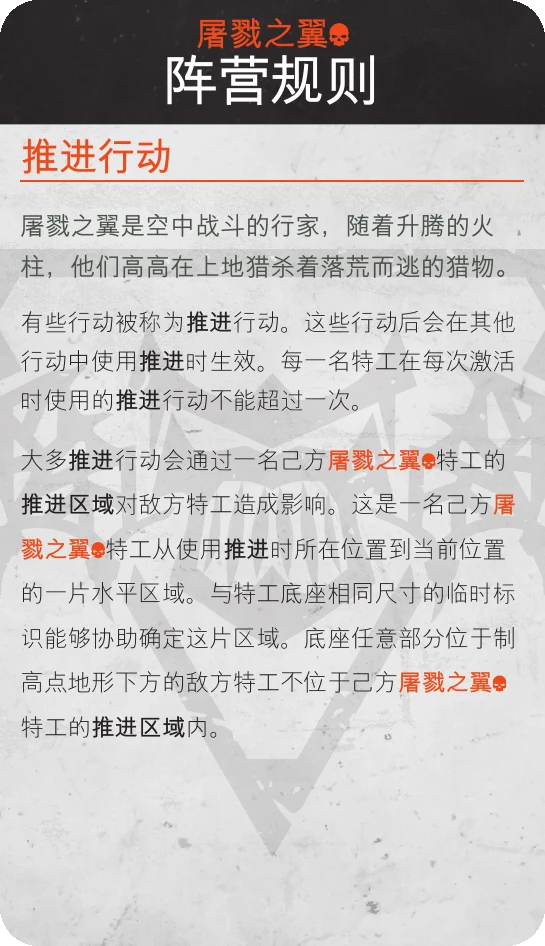 屠戮之翼
阵营规则
推进行动
屠戮之翼是空中战斗的行家，随着升腾的火
柱，他们高高在上地猎杀着落荒而逃的猎物。
有些行动被称为推进行动。这些行动后会在其他
行动中使用推进时生效。每一名特工在每次激活
时使用的推进行动不能超过一次。
大多推进行动会通过一名己方屠戮之翼特工的
推进区域对敌方特工造成影响。这是一名己方屠
戮之翼特工从使用推进时所在位置到当前位置
的一片水平区域。与特工底座相同尺寸的临时标
识能够协助确定这片区域。底座任意部分位于制
高点地形下方的敌方特工不位于己方屠戮之翼
特工的推进区域内。